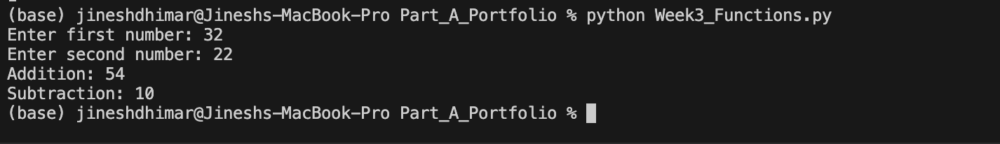 (base) jineshdhimar@Jineshs-MacBook-Pro Part_A_Portfolio % python Week3_Functions.py
Enter first number: 32
Enter second number: 22
Addition: 54
Subtraction: 10
(base) jineshdhimar@Jineshs-MacBook-Pro Part_A_Portfolio %